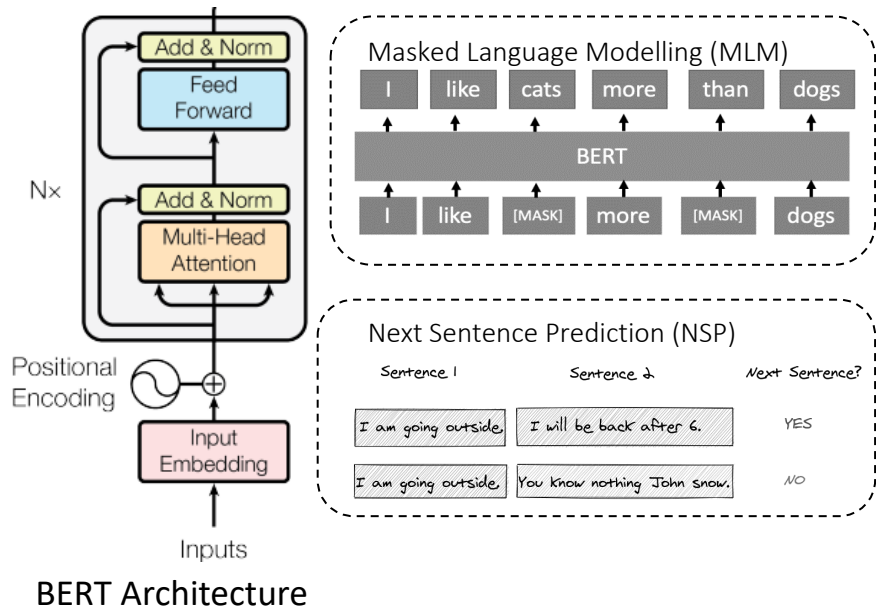 Add & Norm
Feed
Forward
Nx
Add & Norm
Multi-Head
Attention
Positional
Encoding
Input
Embedding
Inputs
BERT Architecture
Masked Language Modelling (MLM)
I like cats more than dogs
BERT
I like [MASK] more [MASK] dogs
Next Sentence Prediction (NSP)
Sentence 1 Sentence 2 Next Sentence?
I am going outside, I will be back after 6. YES
I am going outside, You know nothing John snow. NO